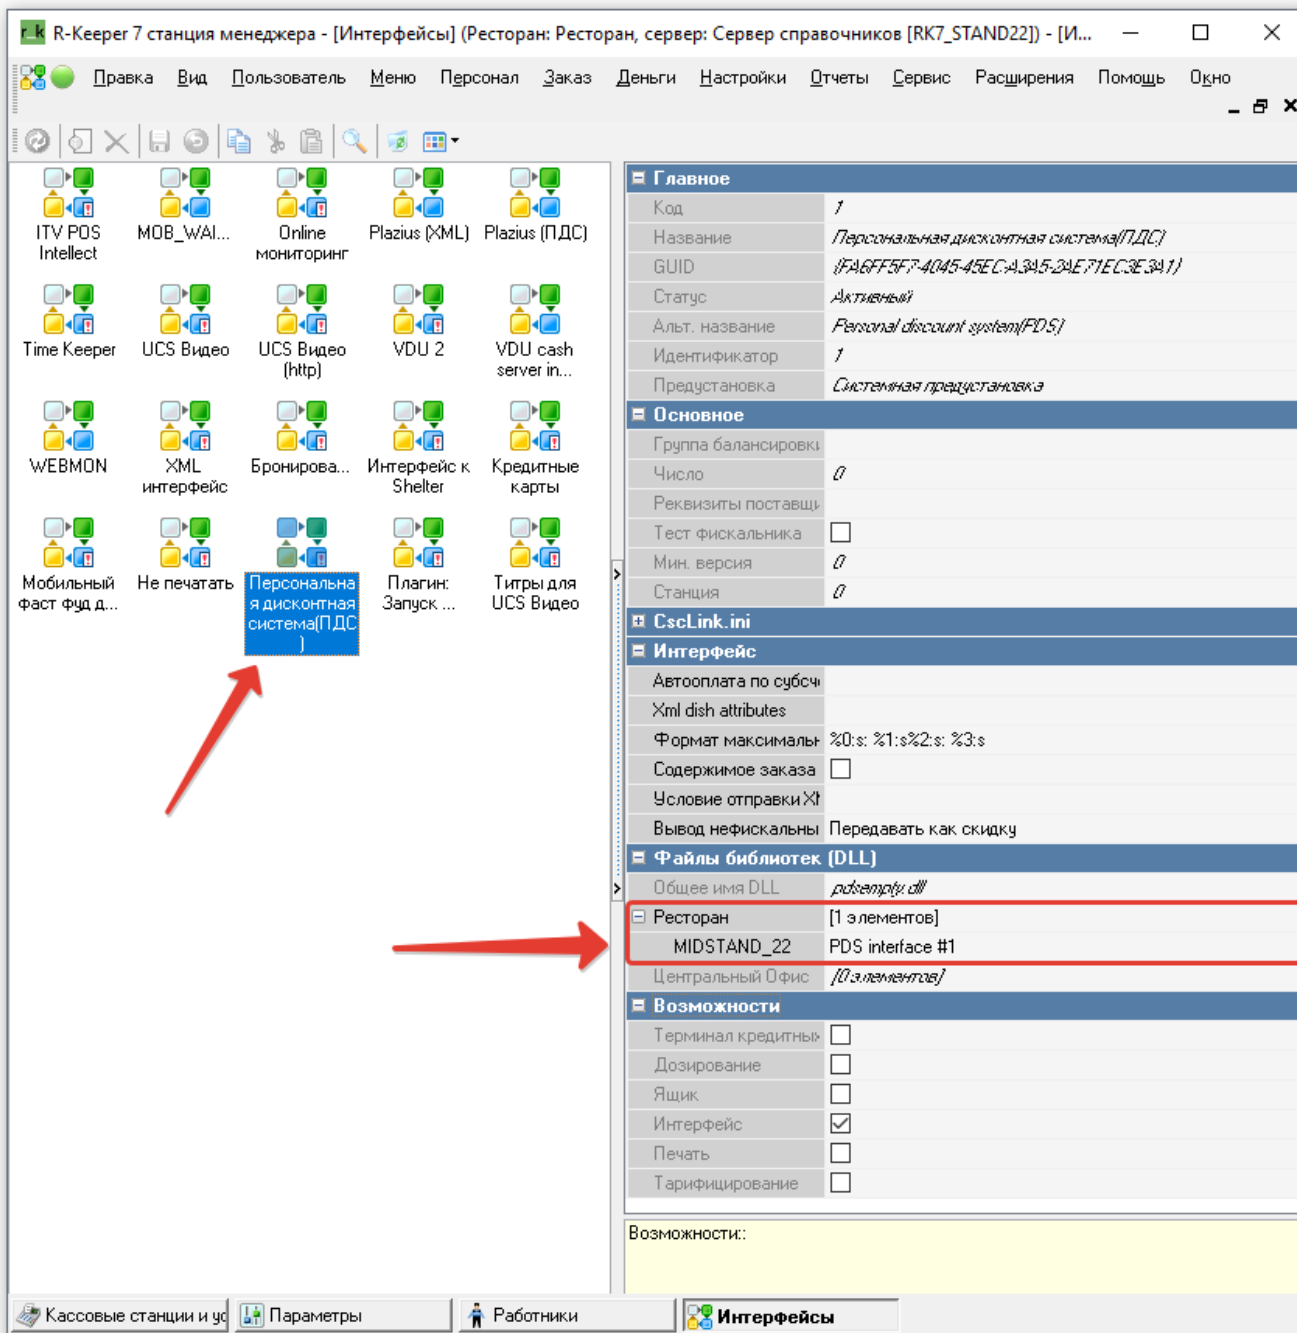 R-Keeper 7 станция менеджера - [Интерфейсы] (Ресторан: Ресторан, сервер: Сервер справочников [RK7_STAND22]) - [И...
Правка Вид Пользователь Меню Персонал Заказ Деньги Настройки Отчеты Сервис Расширения Помощь Окно
ITV POS Intellect
MOB_WAI...
Online мониторинг
Plazius (XML)
Plazius (ПДС)
Time Keeper
UCS Видео
UCS Видео (http)
VDU 2
VDU cash server in...
WEBMON
XML интерфейс
Бронирова...
Интерфейс к Shelter
Кредитные карты
Мобильный фаст фуд д...
Не печатать
Персональна
я дисконтная
система(ПДС
)
Плагин: Запуск ...
Титры для UCS Видео
Главное
Код 1
Название Персональная дисконтная система(ПДС)
GUID {FA6FF5F7-4045-45EC-A3A5-2AE71EC3E3A1}
Статус Активный
Альт. название Personal discount system(PDS)
Идентификатор 1
Предустановка Системная предустановка
Основное
Группа балансировки
Число 0
Реквизиты поставщи
Тест фискальника
Мин. версия 0
Станция 0
CscLink.ini
Интерфейс
Автооплата по субсч
Xml dish attributes
Формат максимальн %0:s: %1:s%2:s: %3:s
Содержимое заказа
Условие отправки XM
Вывод нефискальны Передавать как скидку
Файлы библиотек (DLL)
Общее имя DLL pdsempty.dll
Ресторан [1 элементов]
MIDSTAND_22 PDS interface #1
Центральный Офис [0 элементов]
Возможности
Терминал кредитных
Дозирование
Ящик
Интерфейс
Печать
Тарифицирование
Возможности::
Кассовые станции и ус Параметры Работники Интерфейсы